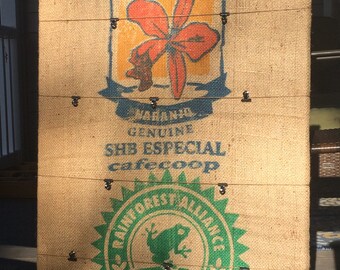 NARANJO
GENUINE
SHB ESPECIAL
cafecoop
RAINFOREST ALLIANCE